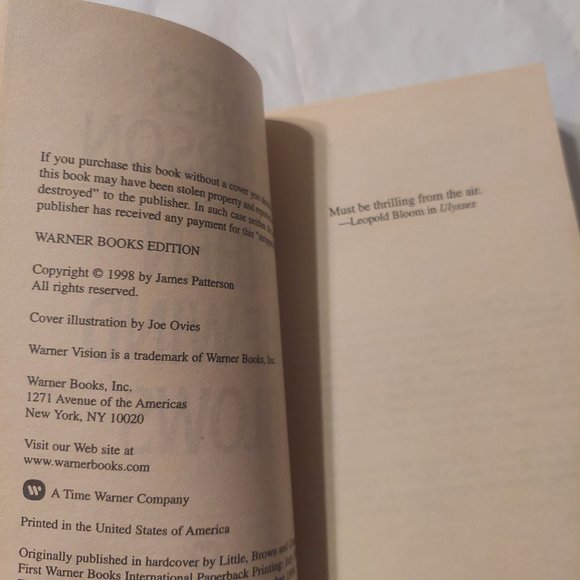 If you purchase this book without a cover you
this book may have been stolen property and
destroyed" to the publisher. In such case neither the
publisher has received any payment for this
WARNER BOOKS EDITION
Copyright © 1998 by James Patterson
All rights reserved.
Cover illustration by Joe Ovies
Warner Vision is a trademark of Warner Books, Inc.
Warner Books, Inc.
1271 Avenue of the Americas
New York, NY 10020
Visit our Web site at
www.warnerbooks.com
A Time Warner Company
Printed in the United States of America
Originally published in hardcover by Little, Brown and
First Warner Books International Paperback Printing:
Must be thrilling from the air.
—Leopold Bloom in Ulysses